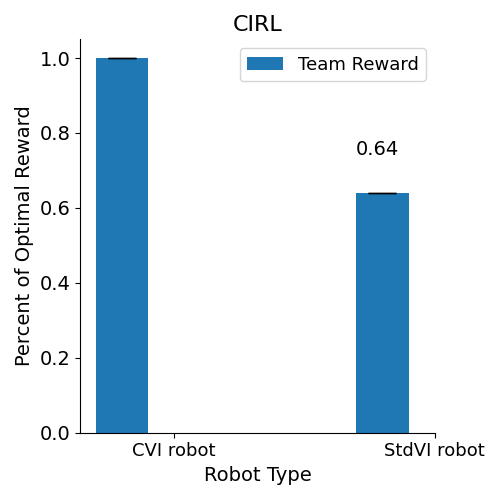 CIRL
Team Reward
0.64
Percent of Optimal Reward
1.0
0.8
0.6
0.4
0.2
0.0
CVI robot
StdVI robot
Robot Type